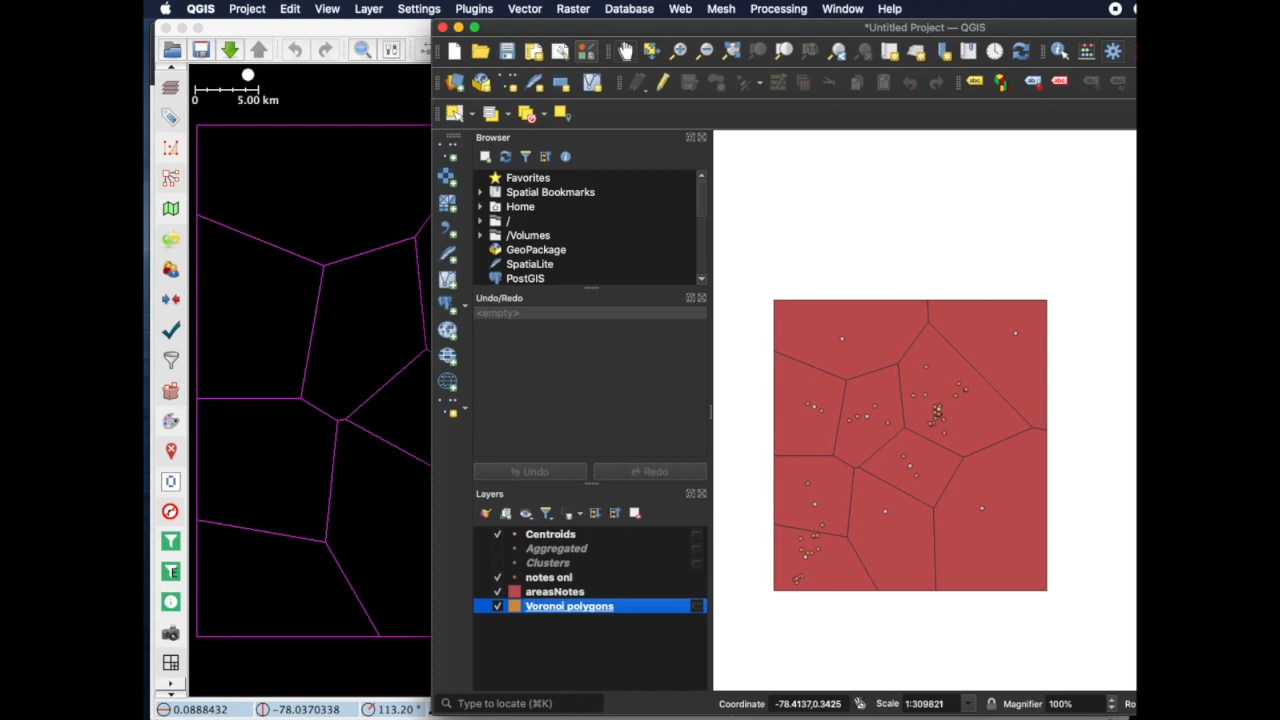 QGIS Project Edit View Layer Settings Plugins Vector Raster Database Web Mesh Processing Window Help
*Untitled Project — QGIS
0 5.00 km
Browser
Favorites
Spatial Bookmarks
Home
/
/Volumes
GeoPackage
SpatiaLite
PostGIS
Undo/Redo
<empty>
Undo Redo
Layers
Centroids
Aggregated
Clusters
notes onl
areasNotes
Voronoi polygons
0.0888432 -78.0370338 113.20 °
Type to locate (⌘K) Coordinate -78.4137,0.3425 Scale 1:309821 Magnifier 100% Ro